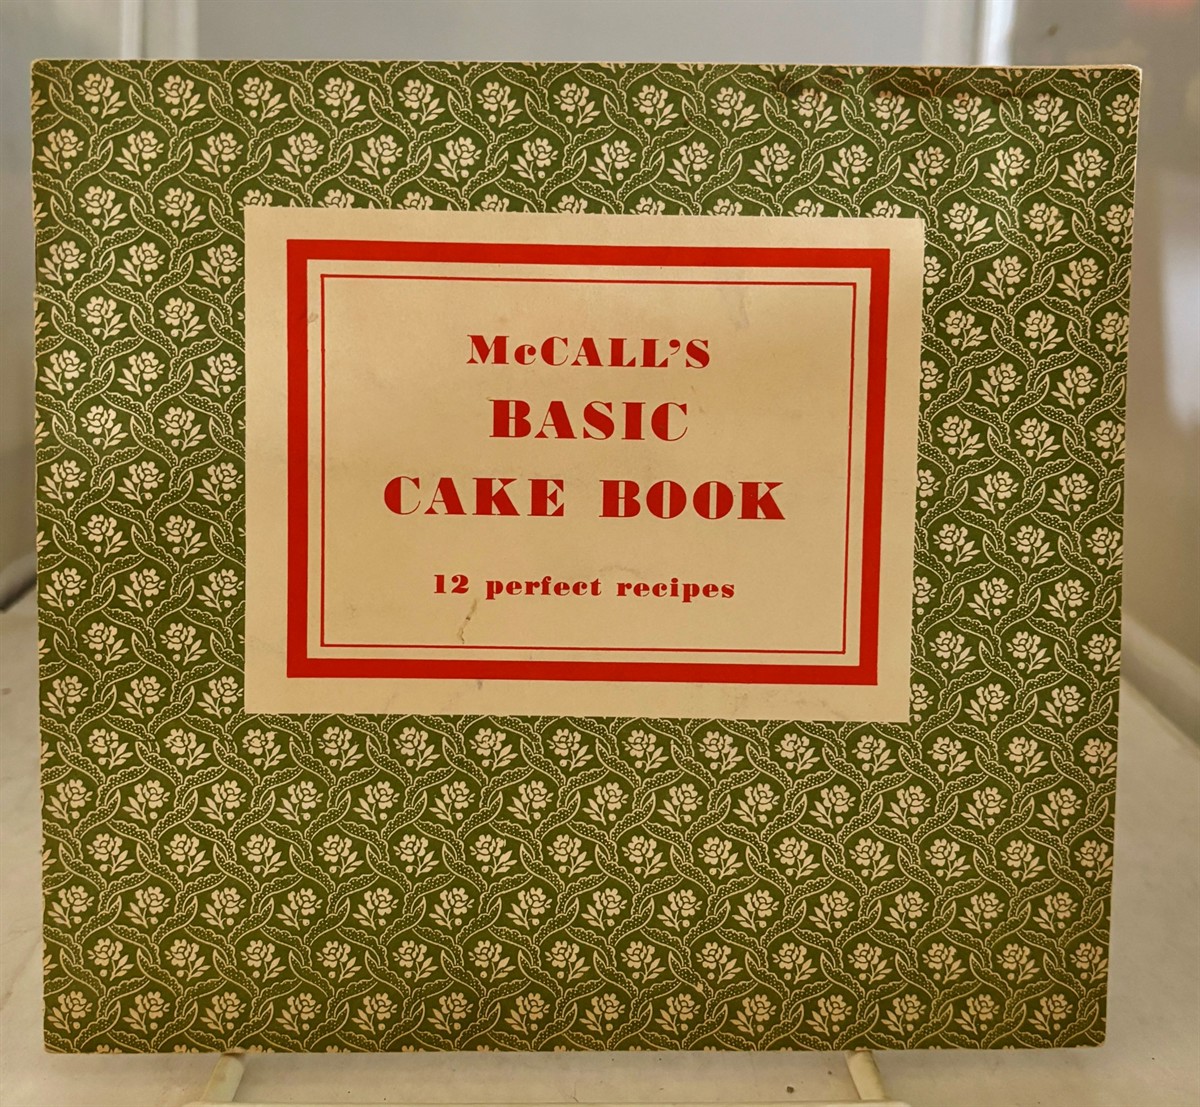 McCALL'S
BASIC
CAKE BOOK
12 perfect recipes